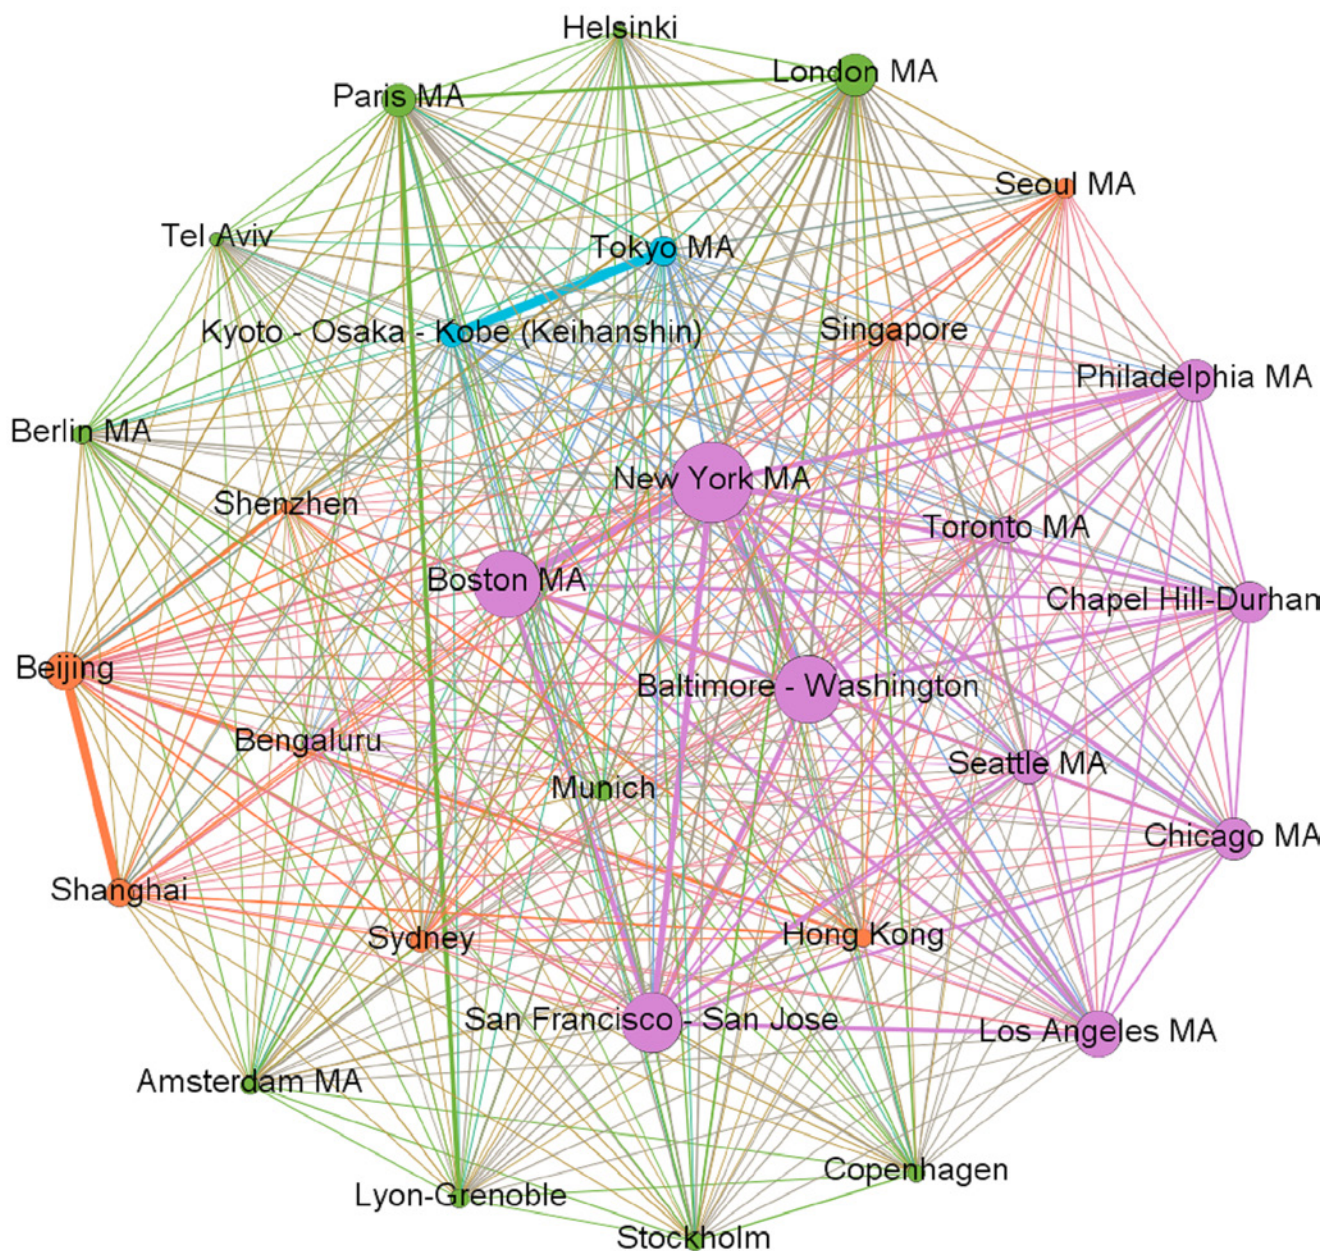 Helsinki
London MA
Paris MA
Seoul MA
Tel Aviv
Tokyo MA
Kyoto - Osaka - Kobe (Keihanshin)
Singapore
Philadelphia MA
Berlin MA
New York MA
Shenzhen
Toronto MA
Boston MA
Chapel Hill-Durham
Beijing
Baltimore - Washington
Bengaluru
Seattle MA
Munich
Chicago MA
Shanghai
Sydney
Hong Kong
San Francisco - San Jose
Los Angeles MA
Amsterdam MA
Copenhagen
Lyon-Grenoble
Stockholm